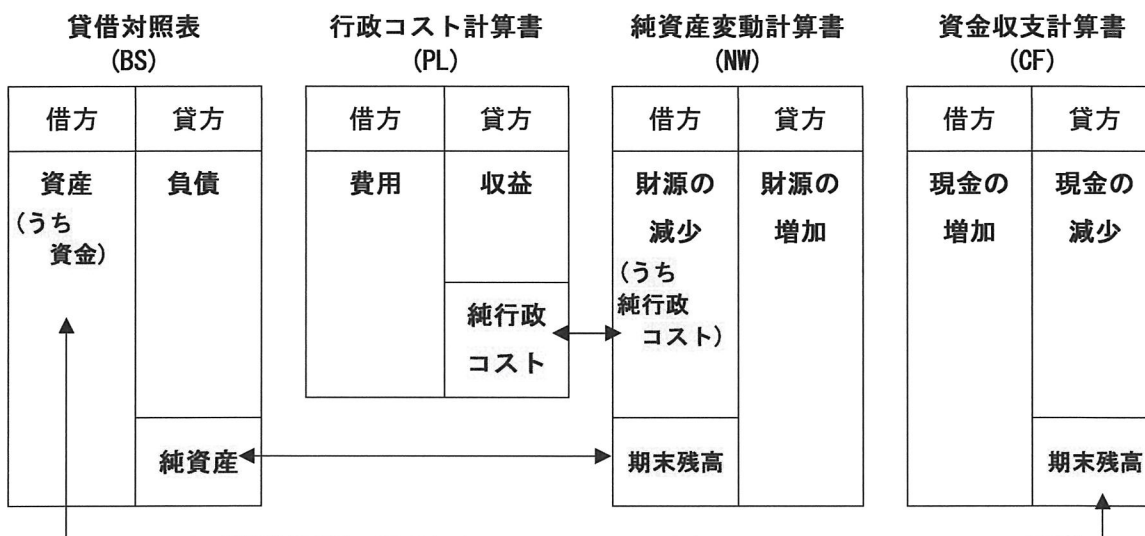 貸借対照表
(BS)
行政コスト計算書
(PL)
純資産変動計算書
(NW)
資金収支計算書
(CF)
借方
貸方
資産
(うち
資金)
負債
純資産
借方
貸方
費用
収益
純行政
コスト
借方
貸方
財源の
減少
(うち
純行政
コスト)
期末残高
財源の
増加
借方
貸方
現金の
増加
現金の
減少
期末残高